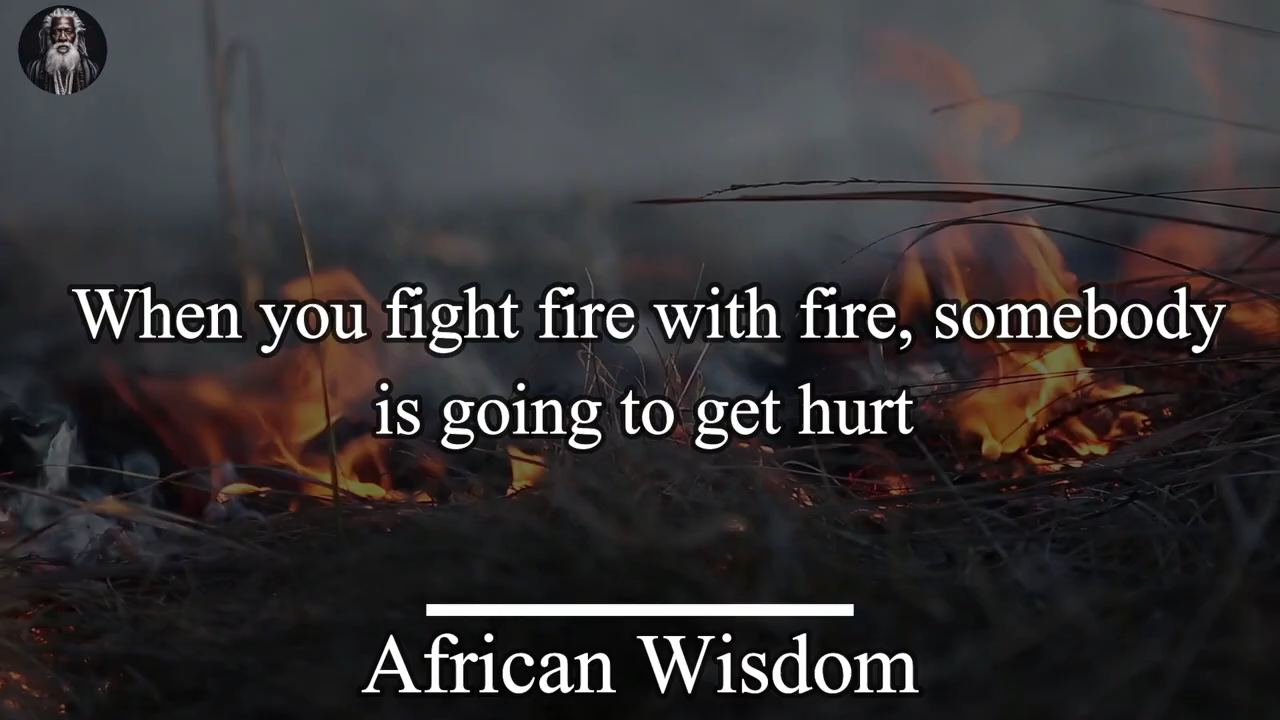 When you fight fire with fire, somebody
is going to get hurt
African Wisdom